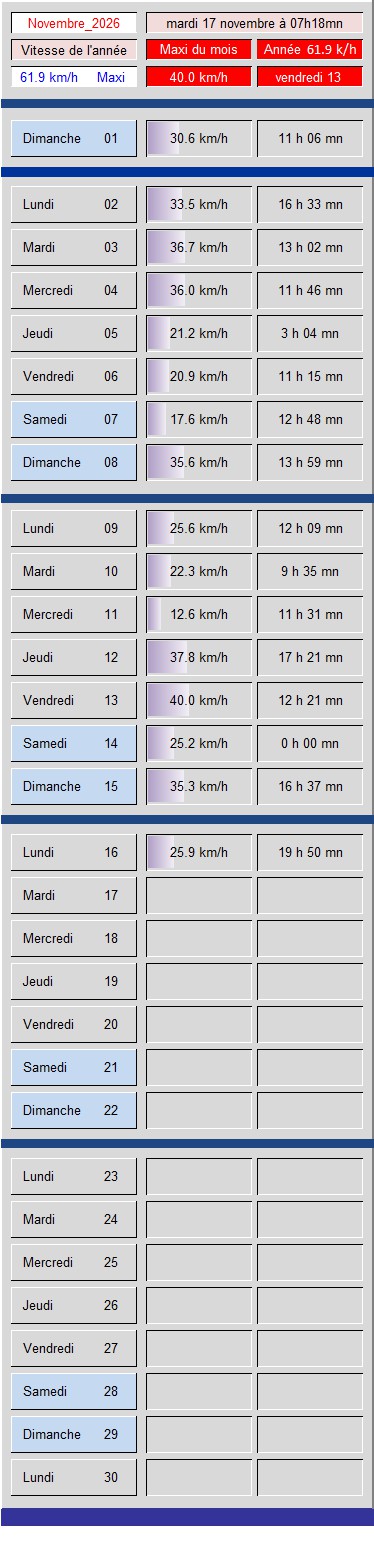 Novembre_2026 mardi 17 novembre à 07h18mn
Vitesse de l'année Maxi du mois Année 61.9 k/h
61.9 km/h Maxi 40.0 km/h vendredi 13
Dimanche 01 30.6 km/h 11 h 06 mn
Lundi 02 33.5 km/h 16 h 33 mn
Mardi 03 36.7 km/h 13 h 02 mn
Mercredi 04 36.0 km/h 11 h 46 mn
Jeudi 05 21.2 km/h 3 h 04 mn
Vendredi 06 20.9 km/h 11 h 15 mn
Samedi 07 17.6 km/h 12 h 48 mn
Dimanche 08 35.6 km/h 13 h 59 mn
Lundi 09 25.6 km/h 12 h 09 mn
Mardi 10 22.3 km/h 9 h 35 mn
Mercredi 11 12.6 km/h 11 h 31 mn
Jeudi 12 37.8 km/h 17 h 21 mn
Vendredi 13 40.0 km/h 12 h 21 mn
Samedi 14 25.2 km/h 0 h 00 mn
Dimanche 15 35.3 km/h 16 h 37 mn
Lundi 16 25.9 km/h 19 h 50 mn
Mardi 17
Mercredi 18
Jeudi 19
Vendredi 20
Samedi 21
Dimanche 22
Lundi 23
Mardi 24
Mercredi 25
Jeudi 26
Vendredi 27
Samedi 28
Dimanche 29
Lundi 30